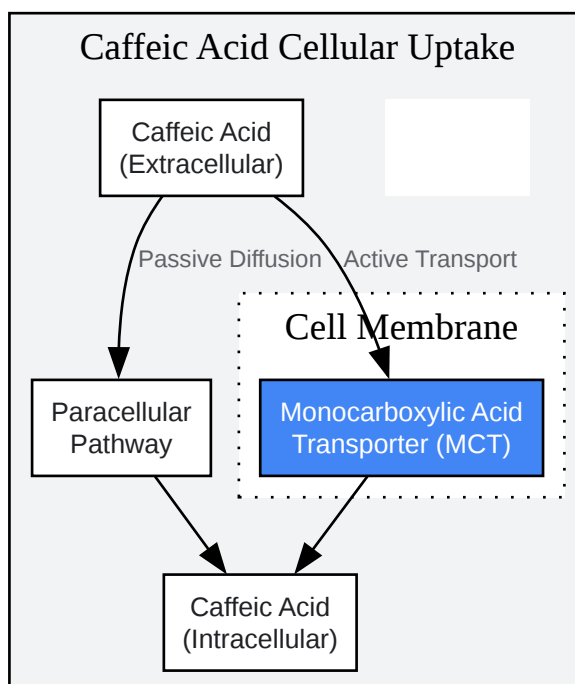 Caffeic Acid Cellular Uptake
Caffeic Acid
(Extracellular)
Passive Diffusion
Active Transport
Cell Membrane
Paracellular
Pathway
Monocarboxylic Acid
Transporter (MCT)
Caffeic Acid
(Intracellular)